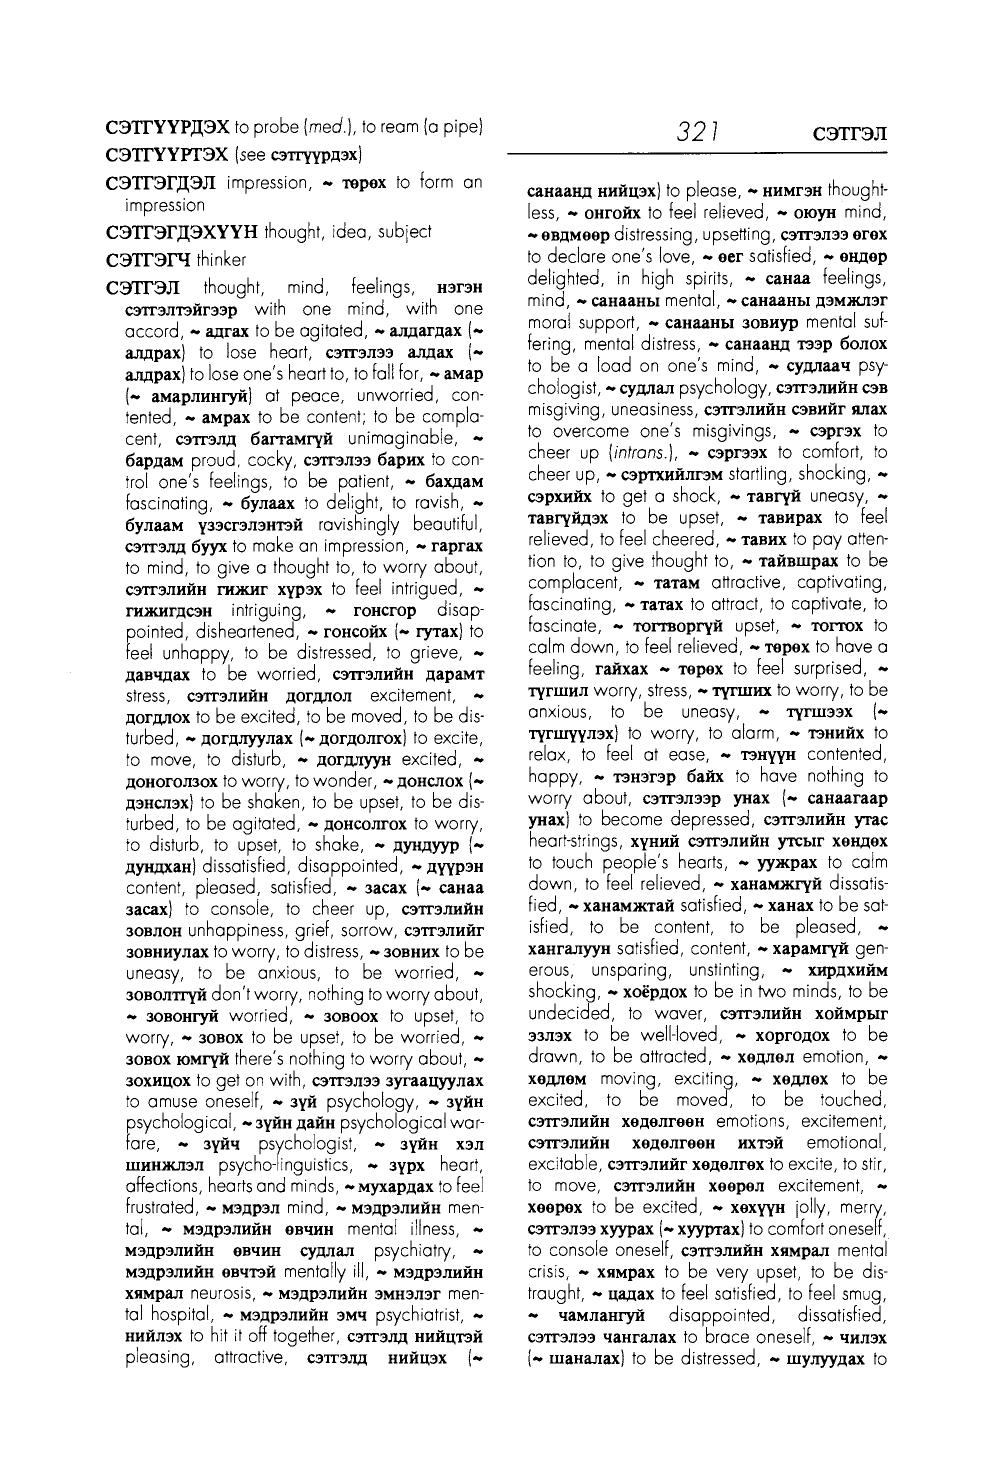 СЭТГҮҮРДЭХ to probe (med.), to ream (a pipe)
СЭТГҮҮРТЭХ (see сэтгүүрдэх)
СЭТГЭГДЭЛ impression, ~ төрөх to form an
impression
СЭТГЭГДЭХҮҮН thought, idea, subject
СЭТГЭГЧ thinker
СЭТГЭЛ thought, mind, feelings, нэгэн
сэтгэлтэйгээр with one mind, with one
accord, ~ адгах to be agitated, ~ алдагдах (~
алдрах) to lose heart, сэтгэлээ алдах (~
алдрах) to lose one's heart to, to fall for, ~ амар
(~ амарлингуй) at peace, unworried, con-
tented, ~ амрах to be content; to be compla-
cent, сэтгэлд багтамгүй unimaginable, ~
бардам proud, cocky, сэтгэлээ барих to con-
trol one's feelings, to be patient, ~ бахдам
fascinating, ~ булаах to delight, to ravish, ~
булаам үзэсгэлэнтэй ravishingly beautiful,
сэтгэлд буух to make an impression, ~ гаргах
to mind, to give a thought to, to worry about,
сэтгэлийн гижиг хүрэх to feel intrigued, ~
гижигдсэн intriguing, ~ гонсгор disap-
pointed, disheartened, ~ гонсойх (~ гутах) to
feel unhappy, to be distressed, to grieve, ~
давчдах to be worried, сэтгэлийн дарамт
stress, сэтгэлийн догдлол excitement, ~
догдлох to be excited, to be moved, to be dis-
turbed, ~ догдлуулах (~ догдолгох) to excite,
to move, to disturb, ~ догдлуун excited, ~
доноголзох to worry, to wonder, ~ донслох (~
дэнслэх) to be shaken, to be upset, to be dis-
turbed, to be agitated, ~ донсолгох to worry,
to disturb, to upset, to shake, ~ дундуур (~
дундхан) dissatisfied, disappointed, ~ дүүрэн
content, pleased, satisfied, ~ засах (~ санаа
засах) to console, to cheer up, сэтгэлийн
зовлон unhappiness, grief, sorrow, сэтгэлийг
зовниулах to worry, to distress, ~ зовних to be
uneasy, to be anxious, to be worried, ~
зоволтгүй don't worry, nothing to worry about,
~ зовонгуй worried, ~ зовоох to upset, to
worry, ~ зовох to be upset, to be worried, ~
зовох юмгүй there's nothing to worry about, ~
зохицох to get on with, сэтгэлээ зугаацуулах
to amuse oneself, ~ зүй psychology, ~ зүйн
psychological, ~ зүйн дайн psychological war-
fare, ~ зүйч psychologist, ~ зүйн хэл
шинжлэл psycho-linguistics, ~ зүрх heart,
affections, hearts and minds, ~ мухардах to feel
frustrated, ~ мэдрэл mind, ~ мэдрэлийн men-
tal, ~ мэдрэлийн өвчин mental illness, ~
мэдрэлийн өвчин судлал psychiatry, ~
мэдрэлийн өвчтэй mentally ill, ~ мэдрэлийн
хямрал neurosis, ~ мэдрэлийн эмнэлэг men-
tal hospital, ~ мэдрэлийн эмч psychiatrist, ~
нийлэх to hit it off together, сэтгэлд нийцтэй
pleasing, attractive, сэтгэлд нийцэх (~
321 СЭТГЭЛ
санаанд нийцэх) to please, ~ нимгэн thought-
less, ~ онгойх to feel relieved, ~ оюун mind,
~ өвдмөөр distressing, upsetting, сэтгэлээ өгөх
to declare one's love, ~ өег satisfied, ~ өндөр
delighted, in high spirits, ~ санаа feelings,
mind, ~ санааны mental, ~ санааны дэмжлэг
moral support, ~ санааны зовиур mental suf-
fering, mental distress, ~ санаанд тээр болох
to be a load on one's mind, ~ судлаач psy-
chologist, ~ судлал psychology, сэтгэлийн сэв
misgiving, uneasiness, сэтгэлийн сэвийг ялах
to overcome one's misgivings, ~ сэргэх to
cheer up (intrans.), ~ сэргээх to comfort, to
cheer up, ~ сэртхийлгэм startling, shocking, ~
сэрхийх to get a shock, ~ тавгүй uneasy, ~
тавгүйдэх to be upset, ~ тавирах to feel
relieved, to feel cheered, ~ тавих to pay atten-
tion to, to give thought to, ~ тайвшрах to be
complacent, ~ татам attractive, captivating,
fascinating, ~ татах to attract, to captivate, to
fascinate, ~ тогтворгүй upset, ~ тогтох to
calm down, to feel relieved, ~ төрөх to have a
feeling, гайхах ~ төрөх to feel surprised, ~
түгшил worry, stress, ~ түгших to worry, to be
anxious, to be uneasy, ~ түгшээх (~
түгшүүлэх) to worry, to alarm, ~ тэнийх to
relax, to feel at ease, ~ тэнүүн contented,
happy, ~ тэнэгэр байх to have nothing to
worry about, сэтгэлээр унах (~ санаагаар
унах) to become depressed, сэтгэлийн утас
heart-strings, хүний сэтгэлийн утсыг хөндөх
to touch people's hearts, ~ уужрах to calm
down, to feel relieved, ~ ханамжгүй dissatis-
fied, ~ ханамжтай satisfied, ~ ханах to be sat-
isfied, to be content, to be pleased, ~
хангалуун satisfied, content, ~ харамгүй gen-
erous, unsparing, unstinting, ~ хирдхийм
shocking, ~ хоёрдох to be in two minds, to be
undecided, to waver, сэтгэлийн хоймрыг
эзлэх to be well-loved, ~ хоргодох to be
drawn, to be attracted, ~ хөдлөл emotion, ~
хөдлөм moving, exciting, ~ хөдлөх to be
excited, to be moved, to be touched,
сэтгэлийн хөдөлгөөн emotions, excitement,
сэтгэлийн хөдөлгөөн ихтэй emotional,
excitable, сэтгэлийг хөдөлгөх to excite, to stir,
to move, сэтгэлийн хөөрөл excitement, ~
хөөрөх to be excited, ~ хөхүүн jolly, merry,
сэтгэлээ хуурах (~ хууртах) to comfort oneself,
to console oneself, сэтгэлийн хямрал mental
crisis, ~ хямрах to be very upset, to be dis-
traught, ~ цадах to feel satisfied, to feel smug,
~ чамлангуй disappointed, dissatisfied,
сэтгэлээ чангалах to brace oneself, ~ чилэх
(~ шаналах) to be distressed, ~ шулуудах to